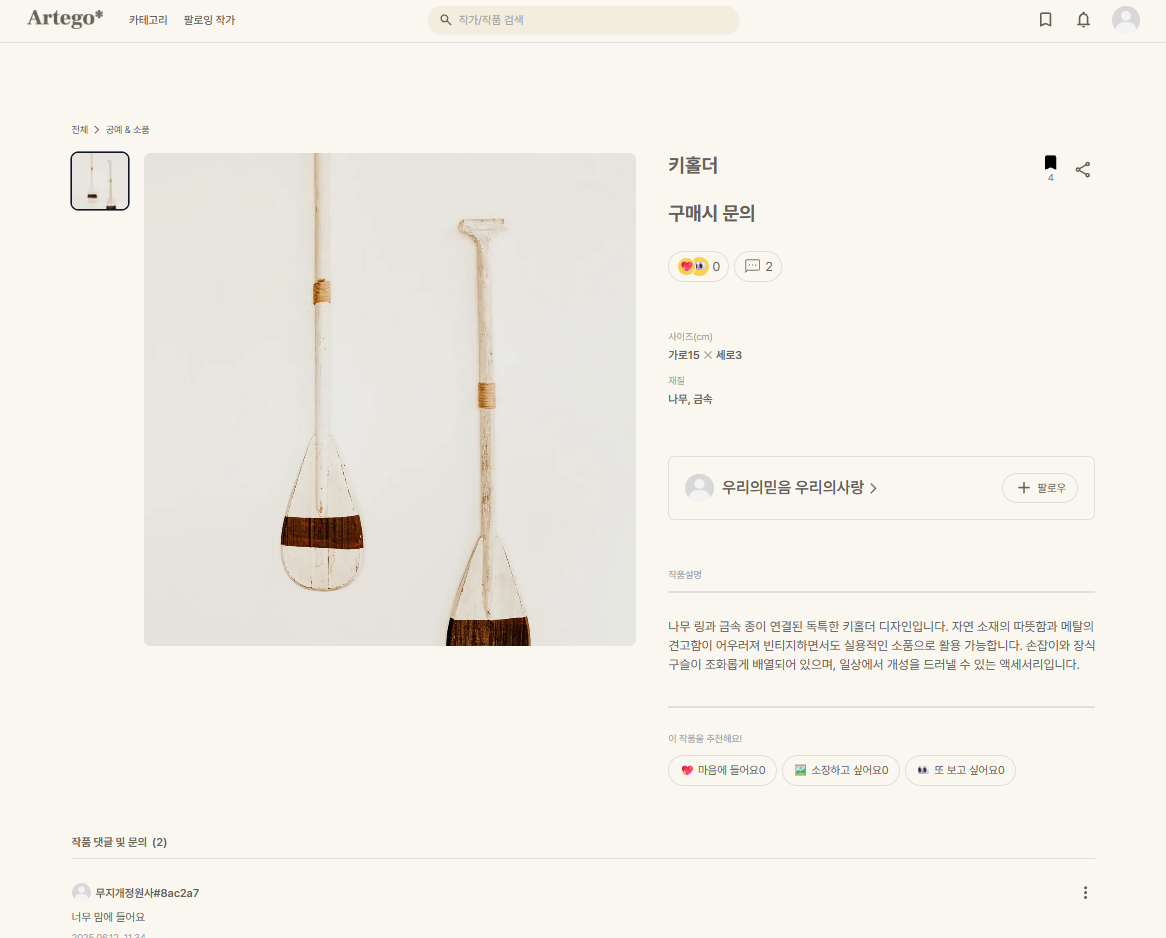 Artego*
카테고리
팔로잉 작가
작가/작품 검색
전체 > 공예 & 소품
키홀더
4
구매시 문의
0
2
사이즈(cm)
가로15 × 세로3
재질
나무, 금속
우리의믿음 우리의사랑
팔로우
작품설명
나무 링과 금속 종이 연결된 독특한 키홀더 디자인입니다. 자연 소재의 따뜻함과 메탈의
견고함이 어우러져 빈티지하면서도 실용적인 소품으로 활용 가능합니다. 손잡이와 장식
구슬이 조화롭게 배열되어 있으며, 일상에서 개성을 드러낼 수 있는 액세서리입니다.
이 작품을 추천해요!
마음에 들어요0
소장하고 싶어요0
또 보고 싶어요0
작품 댓글 및 문의 (2)
무지개정원사#8ac2a7
너무 맘에 들어요